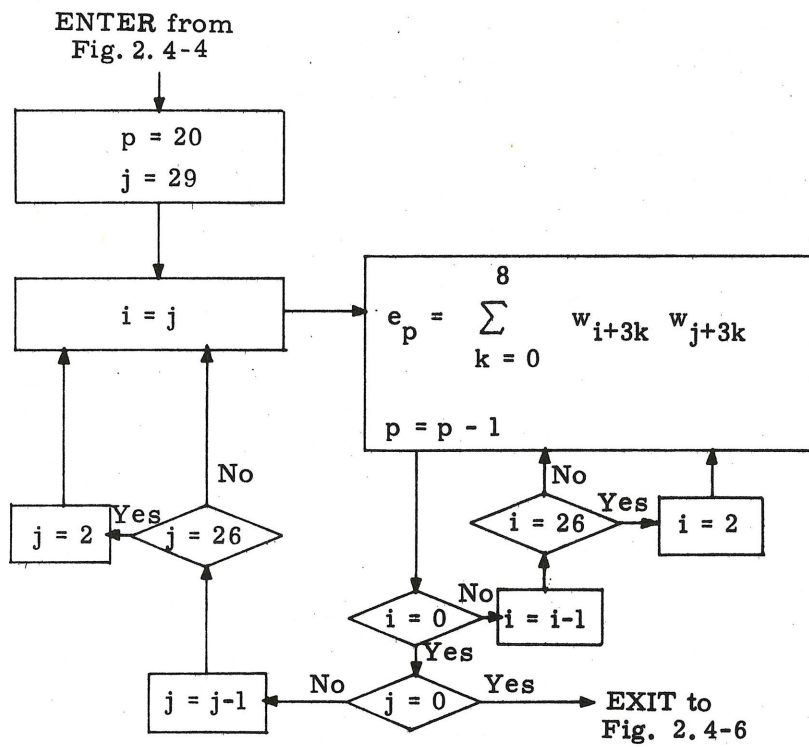 ENTER from
Fig. 2. 4-4
p = 20
j = 29
i = j
8
e_p = ∑ w_{i+3k} w_{j+3k}
k = 0
p = p - 1
No
No
Yes
j = 2
Yes
j = 26
i = 26
i = 2
i = 0
No
i = i-1
Yes
j = j-1
No
j = 0
Yes
EXIT to
Fig. 2. 4-6